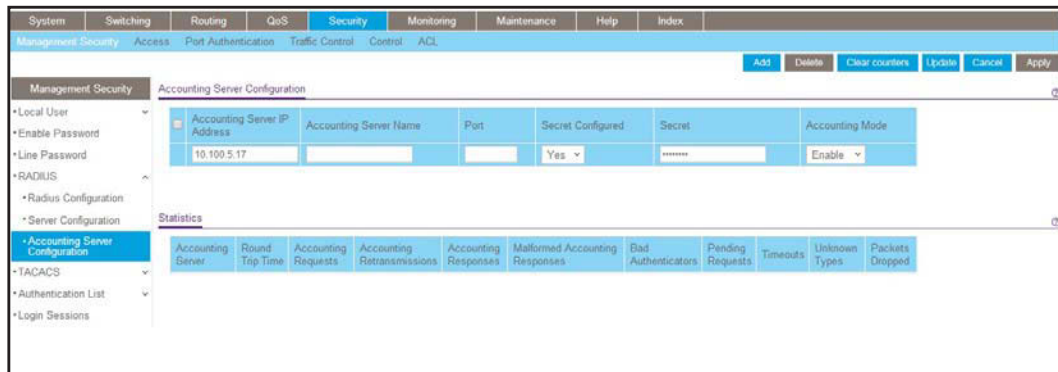 System Switching Routing QoS Security Monitoring Maintenance Help Index
Management Security Access Port Authentication Traffic Control Control ACL
Add Delete Clear counters Update Cancel Apply
Management Security
•Local User
•Enable Password
•Line Password
•RADIUS
•Radius Configuration
•Server Configuration
•Accounting Server
Configuration
•TACACS
•Authentication List
•Login Sessions
Accounting Server Configuration
Accounting Server IP Address Accounting Server Name Port Secret Configured Secret Accounting Mode
10.100.5.17 Yes •••••••• Enable
Statistics
Accounting Server Round Trip Time Accounting Requests Accounting Retransmissions Accounting Responses Malformed Accounting Responses Bad Authenticators Pending Requests Timeouts Unknown Types Packets Dropped